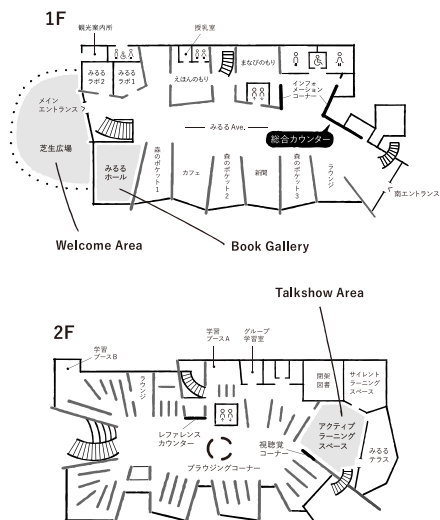 1F
観光案内所
授乳室
みるる
ラボ2
みるる
ラボ1
えほんのもり
まなびのもり
インフォ
メーション
コーナー
メイン
エントランス
みるるAve.
総合カウンター
芝生広場
みるる
ホール
森のポケット1
カフェ
森のポケット2
新聞
森のポケット3
ラウンジ
南エントランス
Welcome Area
Book Gallery
Talkshow Area
2F
学習
ブースB
ラウンジ
学習
ブースA
グループ
学習室
閉架
図書
サイレント
ラーニング
スペース
レファレンス
カウンター
視聴覚
コーナー
アクティブ
ラーニング
スペース
みるる
テラス
ブラウジングコーナー